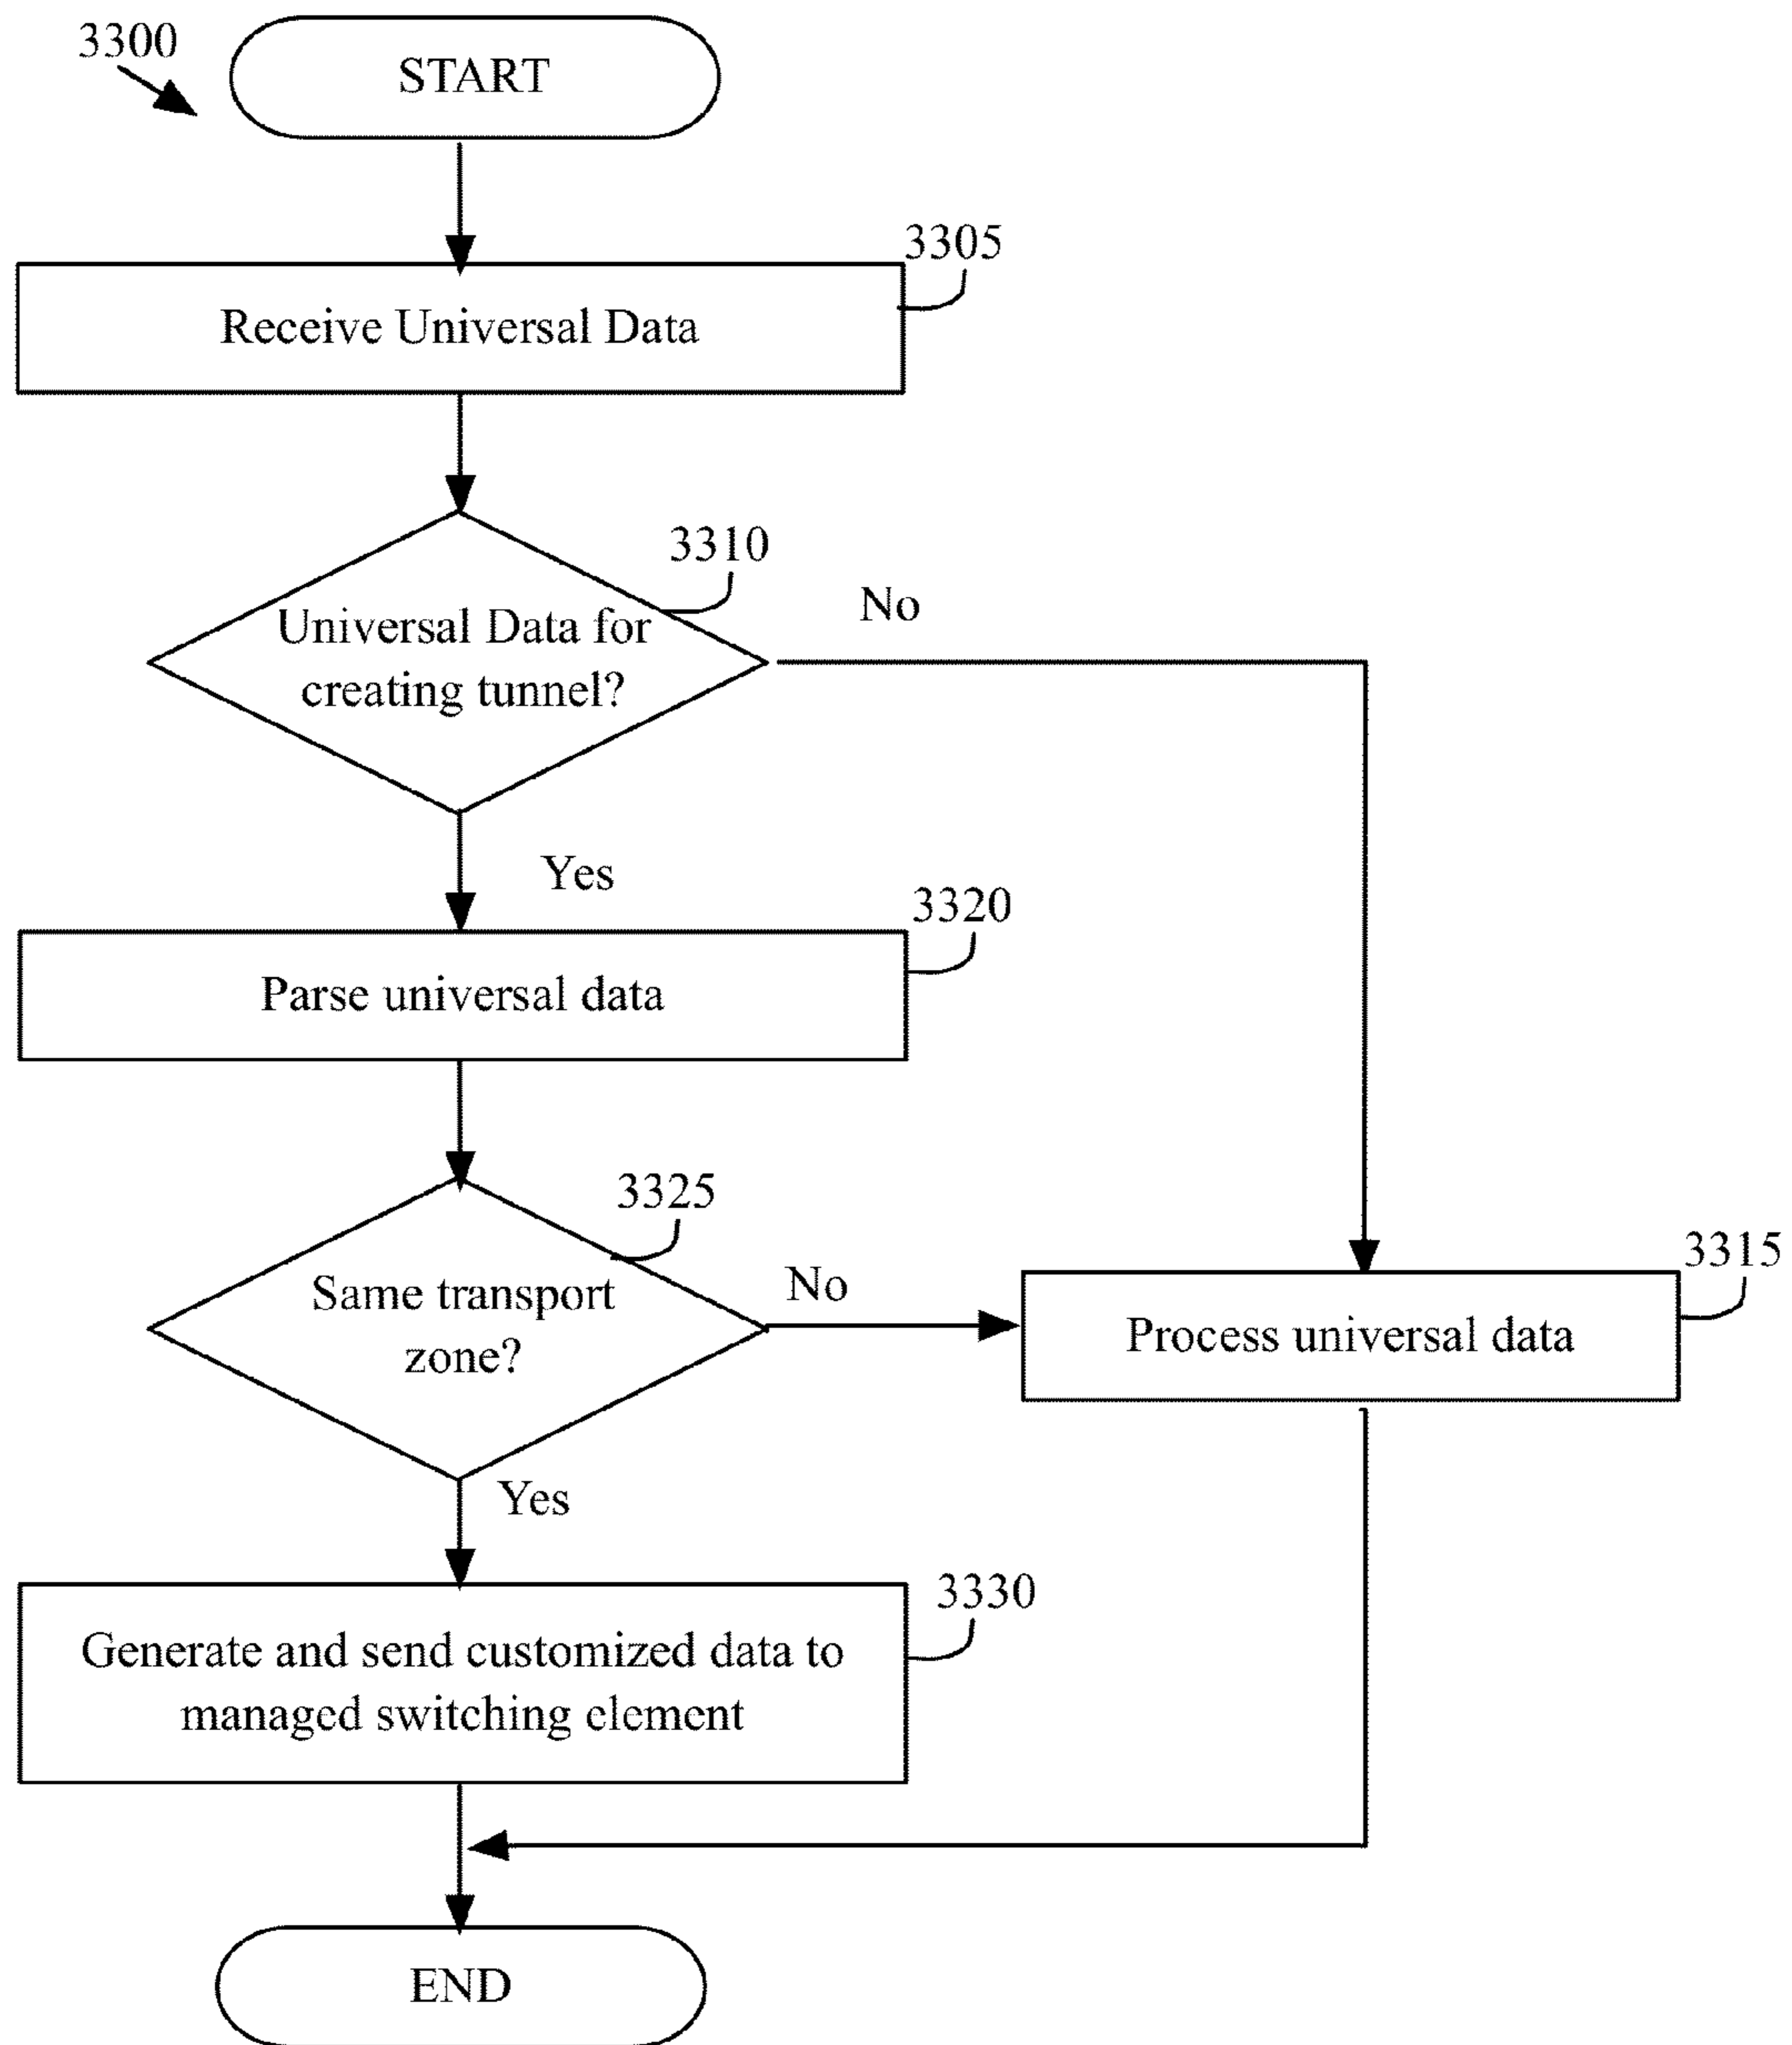 3300
START
3305
Receive Universal Data
3310
Universal Data for
creating tunnel?
No
Yes
3320
Parse universal data
3325
Same transport
zone?
No
3315
Process universal data
Yes
3330
Generate and send customized data to
managed switching element
END